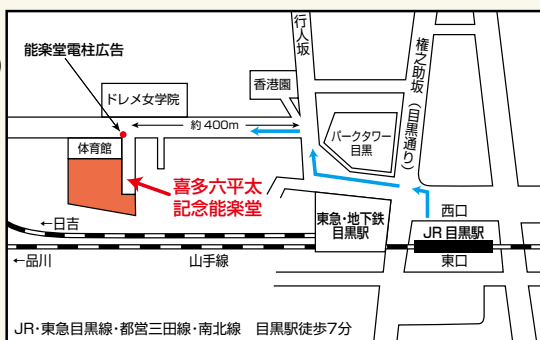 能楽堂電柱広告
行人坂
権之助坂（目黒通り）
ドレメ女学院
香港園
約400m
パークタワー
目黒
体育館
喜多六平太
記念能楽堂
←日吉
東急・地下鉄
目黒駅
西口
JR 目黒駅
←品川
山手線
東口
JR・東急目黒線・都営三田線・南北線　目黒駅徒歩7分